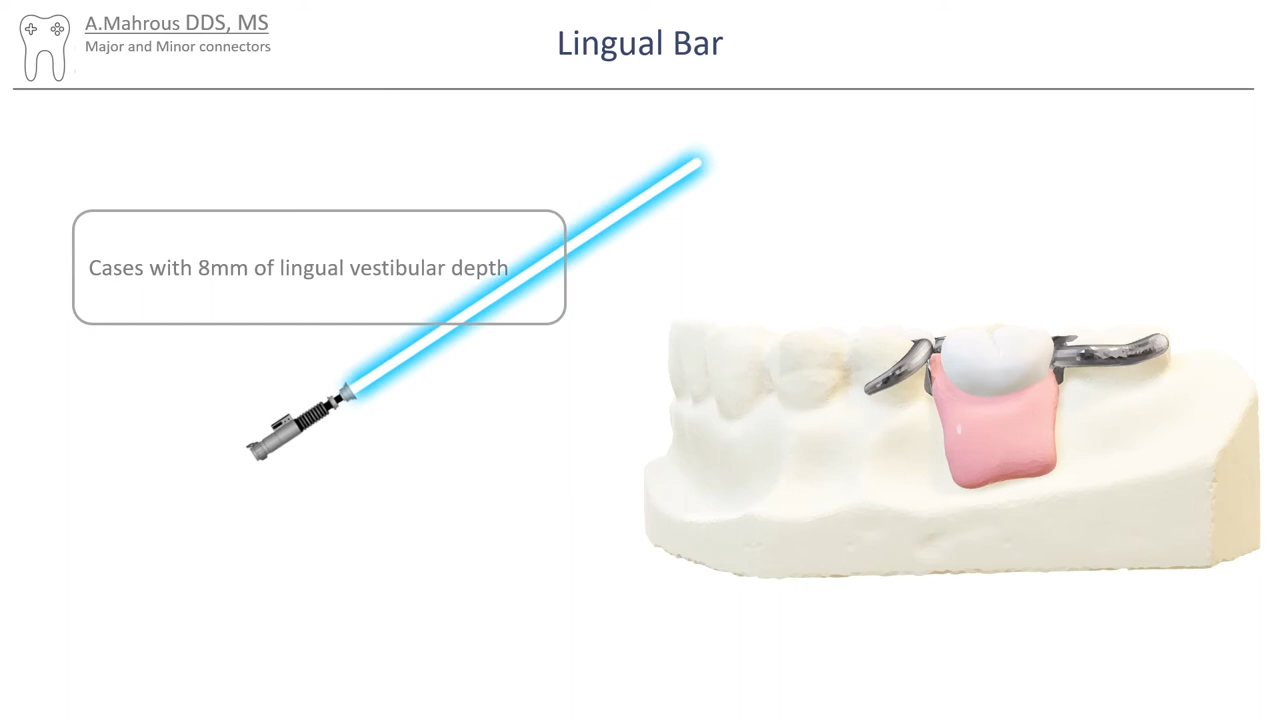 A.Mahrous DDS, MS
Major and Minor connectors
Lingual Bar
Cases with 8mm of lingual vestibular depth